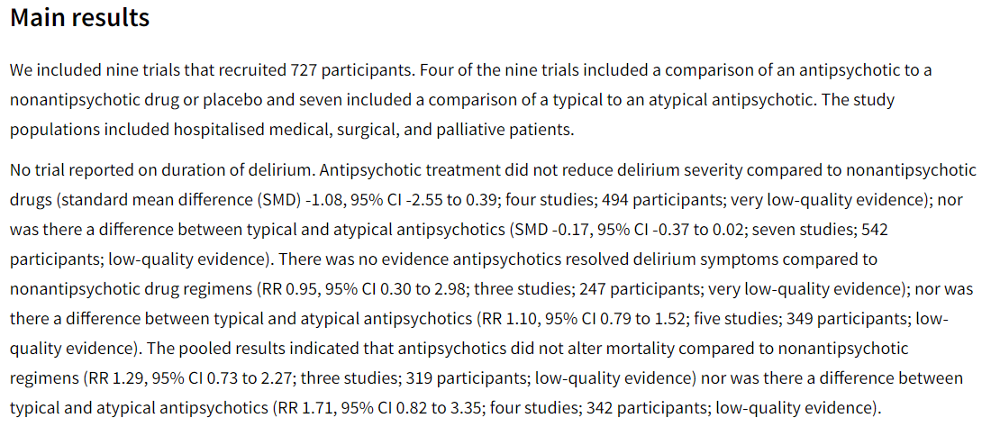 Main results
We included nine trials that recruited 727 participants. Four of the nine trials included a comparison of an antipsychotic to a
nonantipsychotic drug or placebo and seven included a comparison of a typical to an atypical antipsychotic. The study
populations included hospitalised medical, surgical, and palliative patients.
No trial reported on duration of delirium. Antipsychotic treatment did not reduce delirium severity compared to nonantipsychotic
drugs (standard mean difference (SMD) -1.08, 95% CI -2.55 to 0.39; four studies; 494 participants; very low-quality evidence); nor
was there a difference between typical and atypical antipsychotics (SMD -0.17, 95% CI -0.37 to 0.02; seven studies; 542
participants; low-quality evidence). There was no evidence antipsychotics resolved delirium symptoms compared to
nonantipsychotic drug regimens (RR 0.95, 95% CI 0.30 to 2.98; three studies; 247 participants; very low-quality evidence); nor was
there a difference between typical and atypical antipsychotics (RR 1.10, 95% CI 0.79 to 1.52; five studies; 349 participants; low-
quality evidence). The pooled results indicated that antipsychotics did not alter mortality compared to nonantipsychotic
regimens (RR 1.29, 95% CI 0.73 to 2.27; three studies; 319 participants; low-quality evidence) nor was there a difference between
typical and atypical antipsychotics (RR 1.71, 95% CI 0.82 to 3.35; four studies; 342 participants; low-quality evidence).